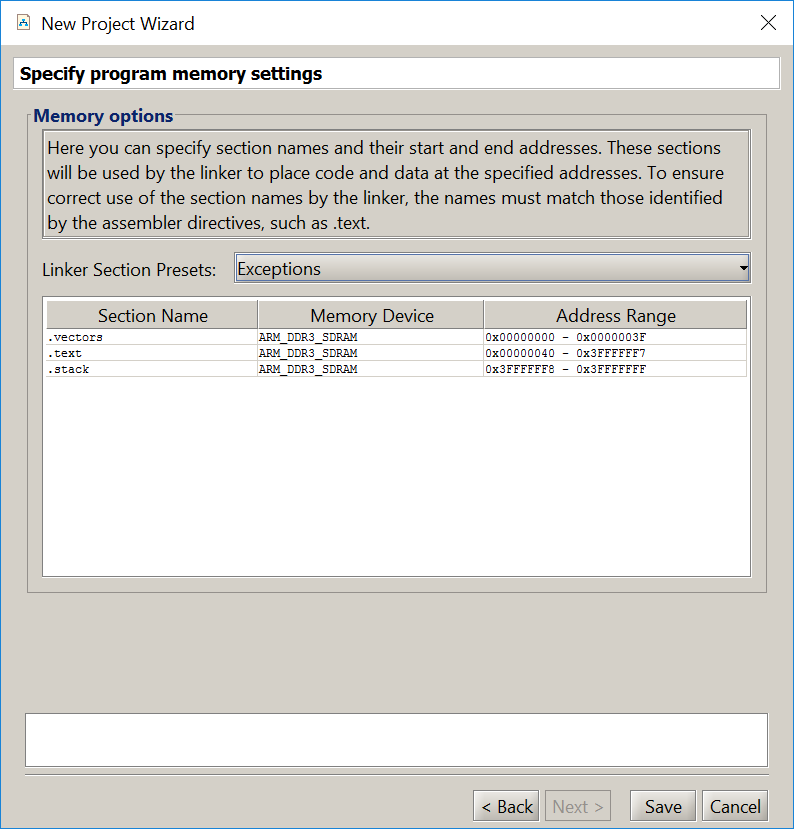 New Project Wizard
Specify program memory settings
Memory options
Here you can specify section names and their start and end addresses. These sections
will be used by the linker to place code and data at the specified addresses. To ensure
correct use of the section names by the linker, the names must match those identified
by the assembler directives, such as .text.
Linker Section Presets: Exceptions
Section Name Memory Device Address Range
.vectors ARM_DDR3_SDRAM 0x00000000 - 0x0000003F
.text ARM_DDR3_SDRAM 0x00000040 - 0x3FFFFFF7
.stack ARM_DDR3_SDRAM 0x3FFFFFF8 - 0x3FFFFFFF
< Back Next > Save Cancel